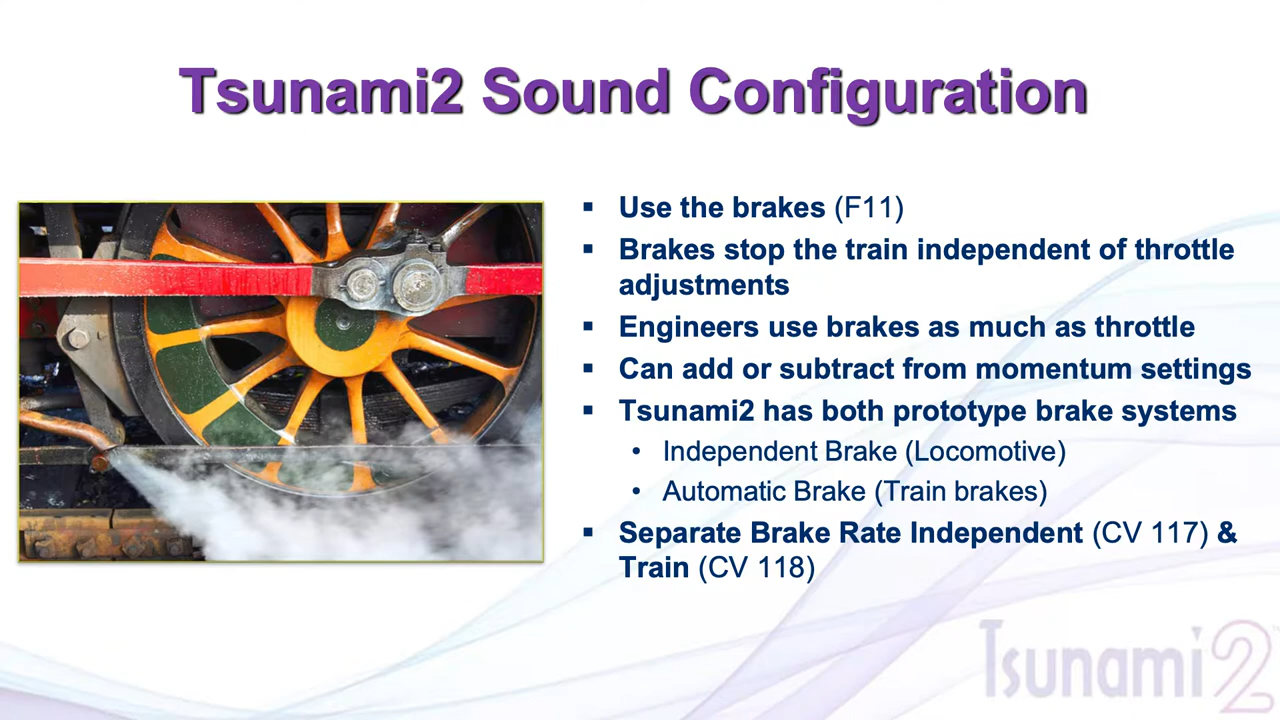 Tsunami2 Sound Configuration
▪ Use the brakes (F11)
▪ Brakes stop the train independent of throttle
adjustments
▪ Engineers use brakes as much as throttle
▪ Can add or subtract from momentum settings
▪ Tsunami2 has both prototype brake systems
• Independent Brake (Locomotive)
• Automatic Brake (Train brakes)
▪ Separate Brake Rate Independent (CV 117) &
Train (CV 118)
Tsunami2™